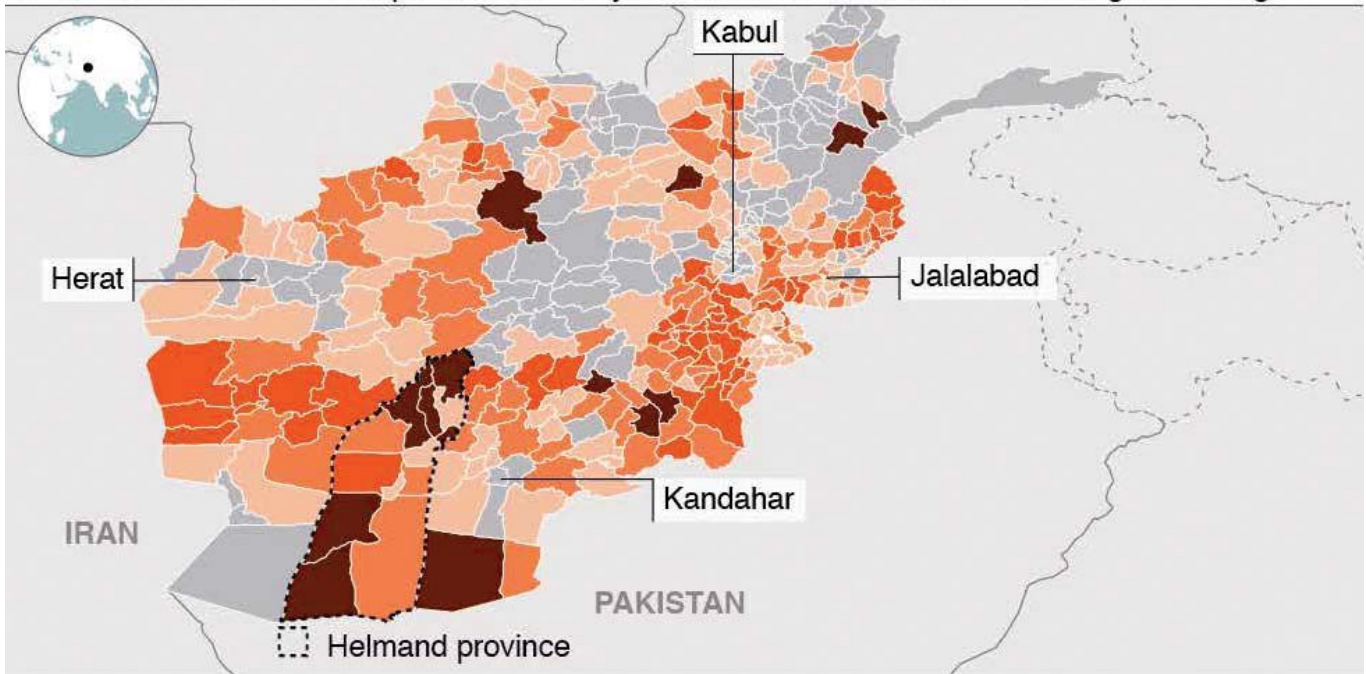 Kabul
Herat
Jalalabad
Kandahar
IRAN
PAKISTAN
Helmand province